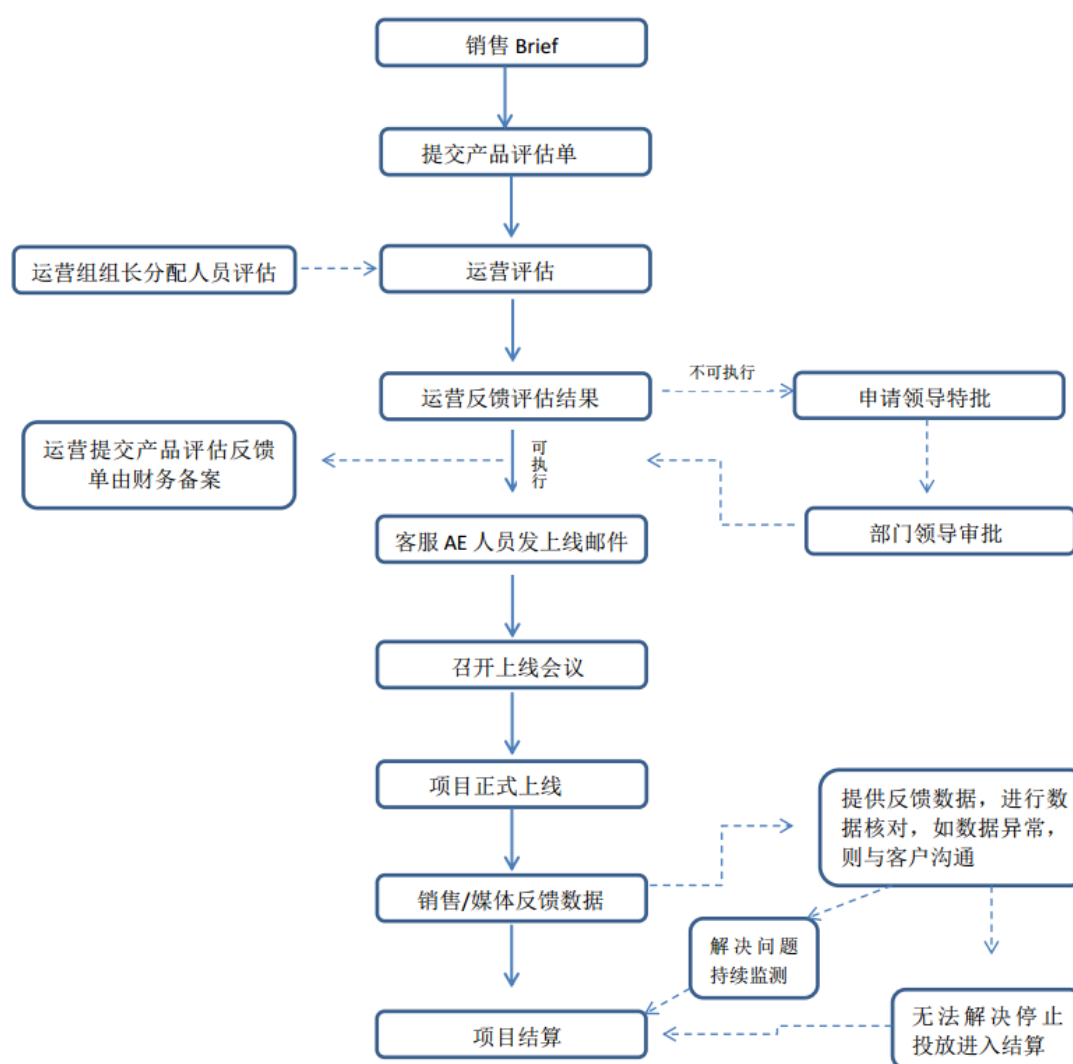 销售 Brief
提交产品评估单
运营组组长分配人员评估
运营评估
不可执行
运营反馈评估结果
申请领导特批
运营提交产品评估反馈
单由财务备案
可
执
行
客服 AE 人员发上线邮件
部门领导审批
召开上线会议
项目正式上线
提供反馈数据，进行数
据核对，如数据异常，
则与客户沟通
销售/媒体反馈数据
解决问题
持续监测
项目结算
无法解决停止
投放进入结算